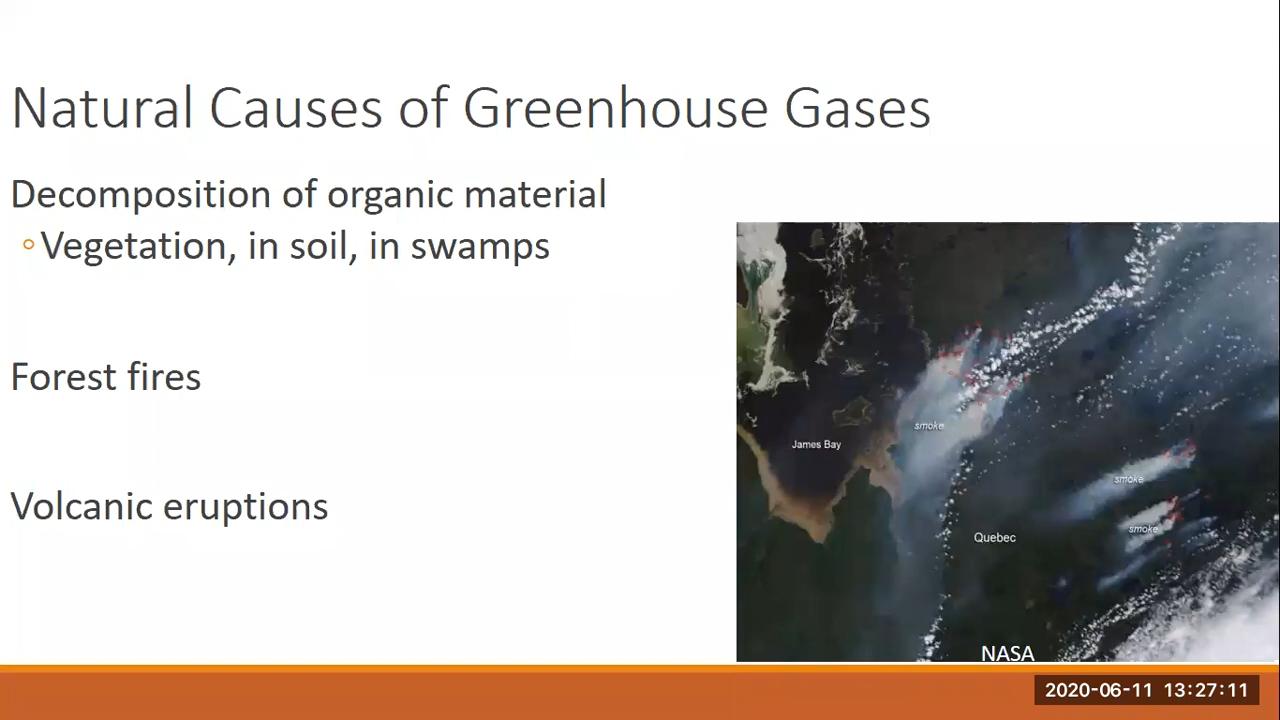 Natural Causes of Greenhouse Gases
Decomposition of organic material
◦Vegetation, in soil, in swamps
Forest fires
Volcanic eruptions
smoke
James Bay
smoke
smoke
Quebec
NASA
2020-06-11 13:27:11